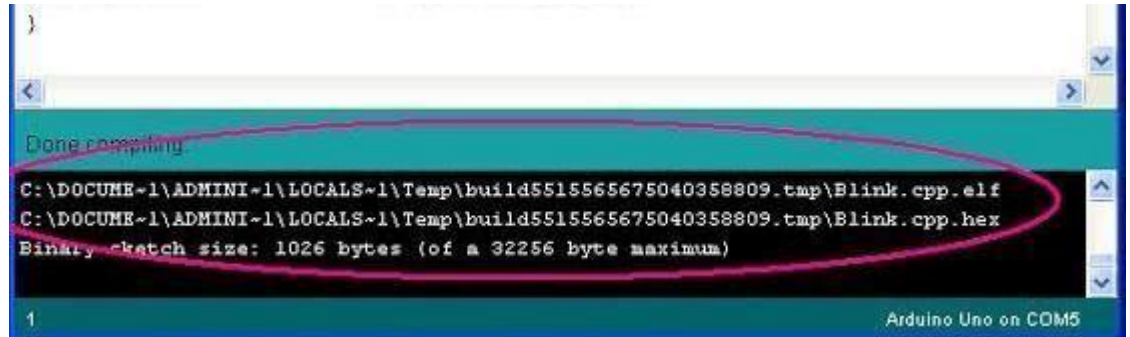 }
Done compiling.
C:\DOCUME~1\ADMINI~1\LOCALS~1\Temp\build5515565675040358809.tmp\Blink.cpp.elf
C:\DOCUME~1\ADMINI~1\LOCALS~1\Temp\build5515565675040358809.tmp\Blink.cpp.hex
Binary sketch size: 1026 bytes (of a 32256 byte maximum)
1 Arduino Uno on COM5